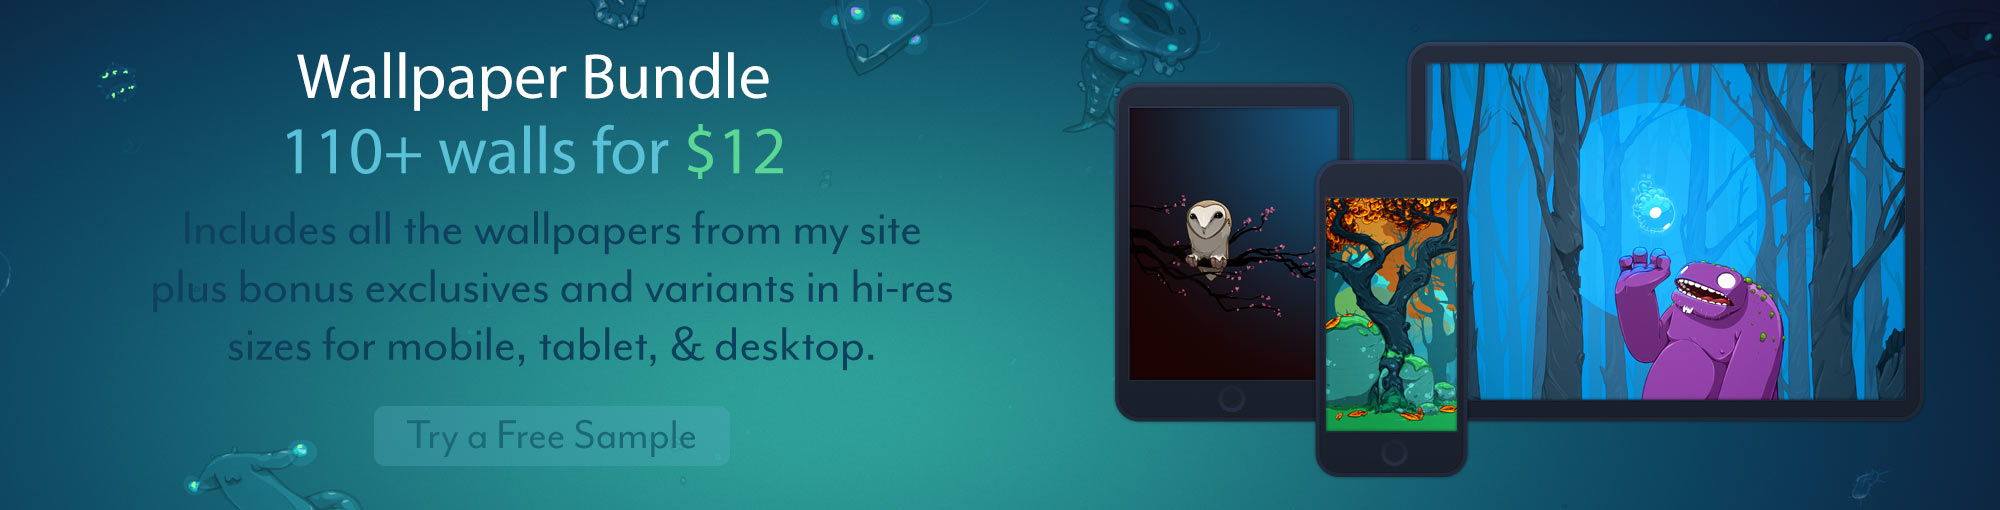 Wallpaper Bundle
110+ walls for $12
Includes all the wallpapers from my site
plus bonus exclusives and variants in hi-res
sizes for mobile, tablet, & desktop.
Try a Free Sample